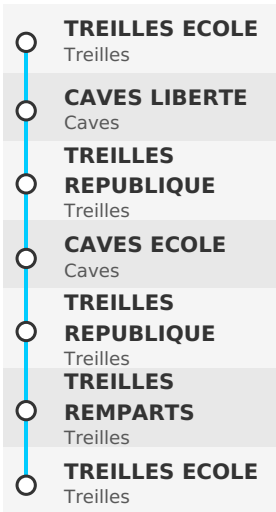 TREILLES ECOLE
Treilles
CAVES LIBERTE
Caves
TREILLES
REPUBLIQUE
Treilles
CAVES ECOLE
Caves
TREILLES
REPUBLIQUE
Treilles
TREILLES
REMPARTS
Treilles
TREILLES ECOLE
Treilles